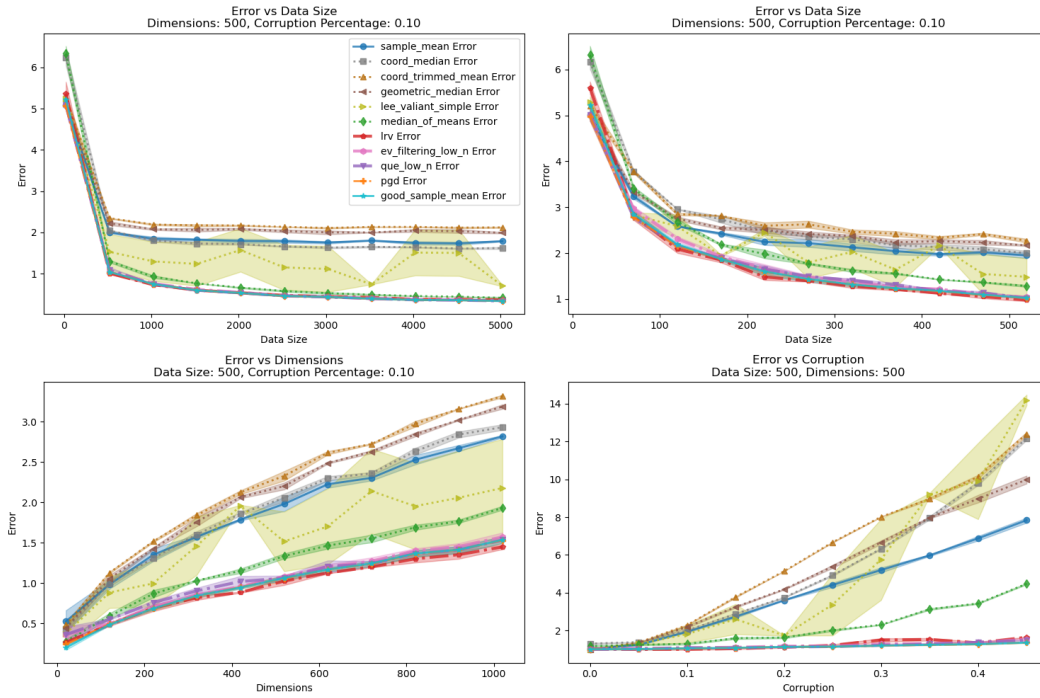 Error vs Data Size
Dimensions: 500, Corruption Percentage: 0.10
Error
6
5
4
3
2
1
0
1000
2000
3000
4000
5000
Data Size
sample_mean Error
coord_median Error
coord_trimmed_mean Error
geometric_median Error
lee_valiant_simple Error
median_of_means Error
lrv Error
ev_filtering_low_n Error
que_low_n Error
pgd Error
good_sample_mean Error
Error vs Data Size
Dimensions: 500, Corruption Percentage: 0.10
Error
6
5
4
3
2
1
0
100
200
300
400
500
Data Size
Error vs Dimensions
Data Size: 500, Corruption Percentage: 0.10
Error
3.0
2.5
2.0
1.5
1.0
0.5
0
200
400
600
800
1000
Dimensions
Error vs Corruption
Data Size: 500, Dimensions: 500
Error
14
12
10
8
6
4
2
0.0
0.1
0.2
0.3
0.4
Corruption